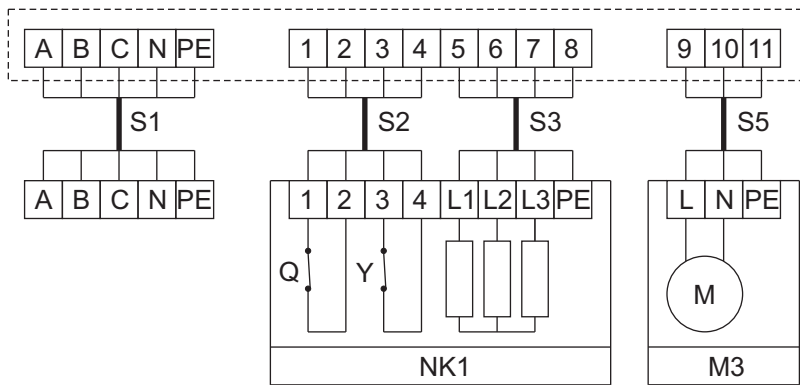 A B C N PE 1 2 3 4 5 6 7 8 9 10 11
S1 S2 S3 S5
A B C N PE 1 2 3 4 L1 L2 L3 PE L N PE
Q Y M
NK1 M3